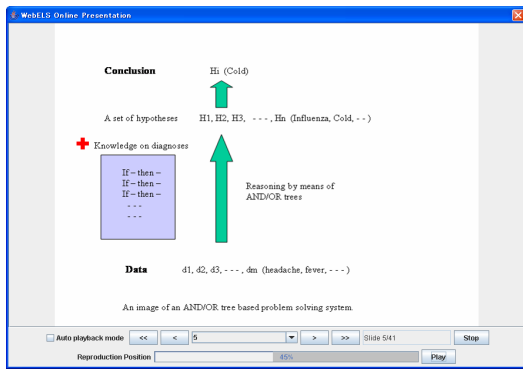 WebELS Online Presentation
Conclusion Hi (Cold)
A set of hypotheses H1, H2, H3, - - - , Hn (Influenza, Cold, - - )
Knowledge on diagnoses
If – then –
If – then –
If – then –
- - -
- - -
Reasoning by means of
AND/OR trees
Data d1, d2, d3, - - - , dm (headache, fever, - - - )
An image of an AND/OR tree based problem solving system.
Auto playback mode << < 5 > >> Slide 5/41 Stop
Reproduction Position 45% Play